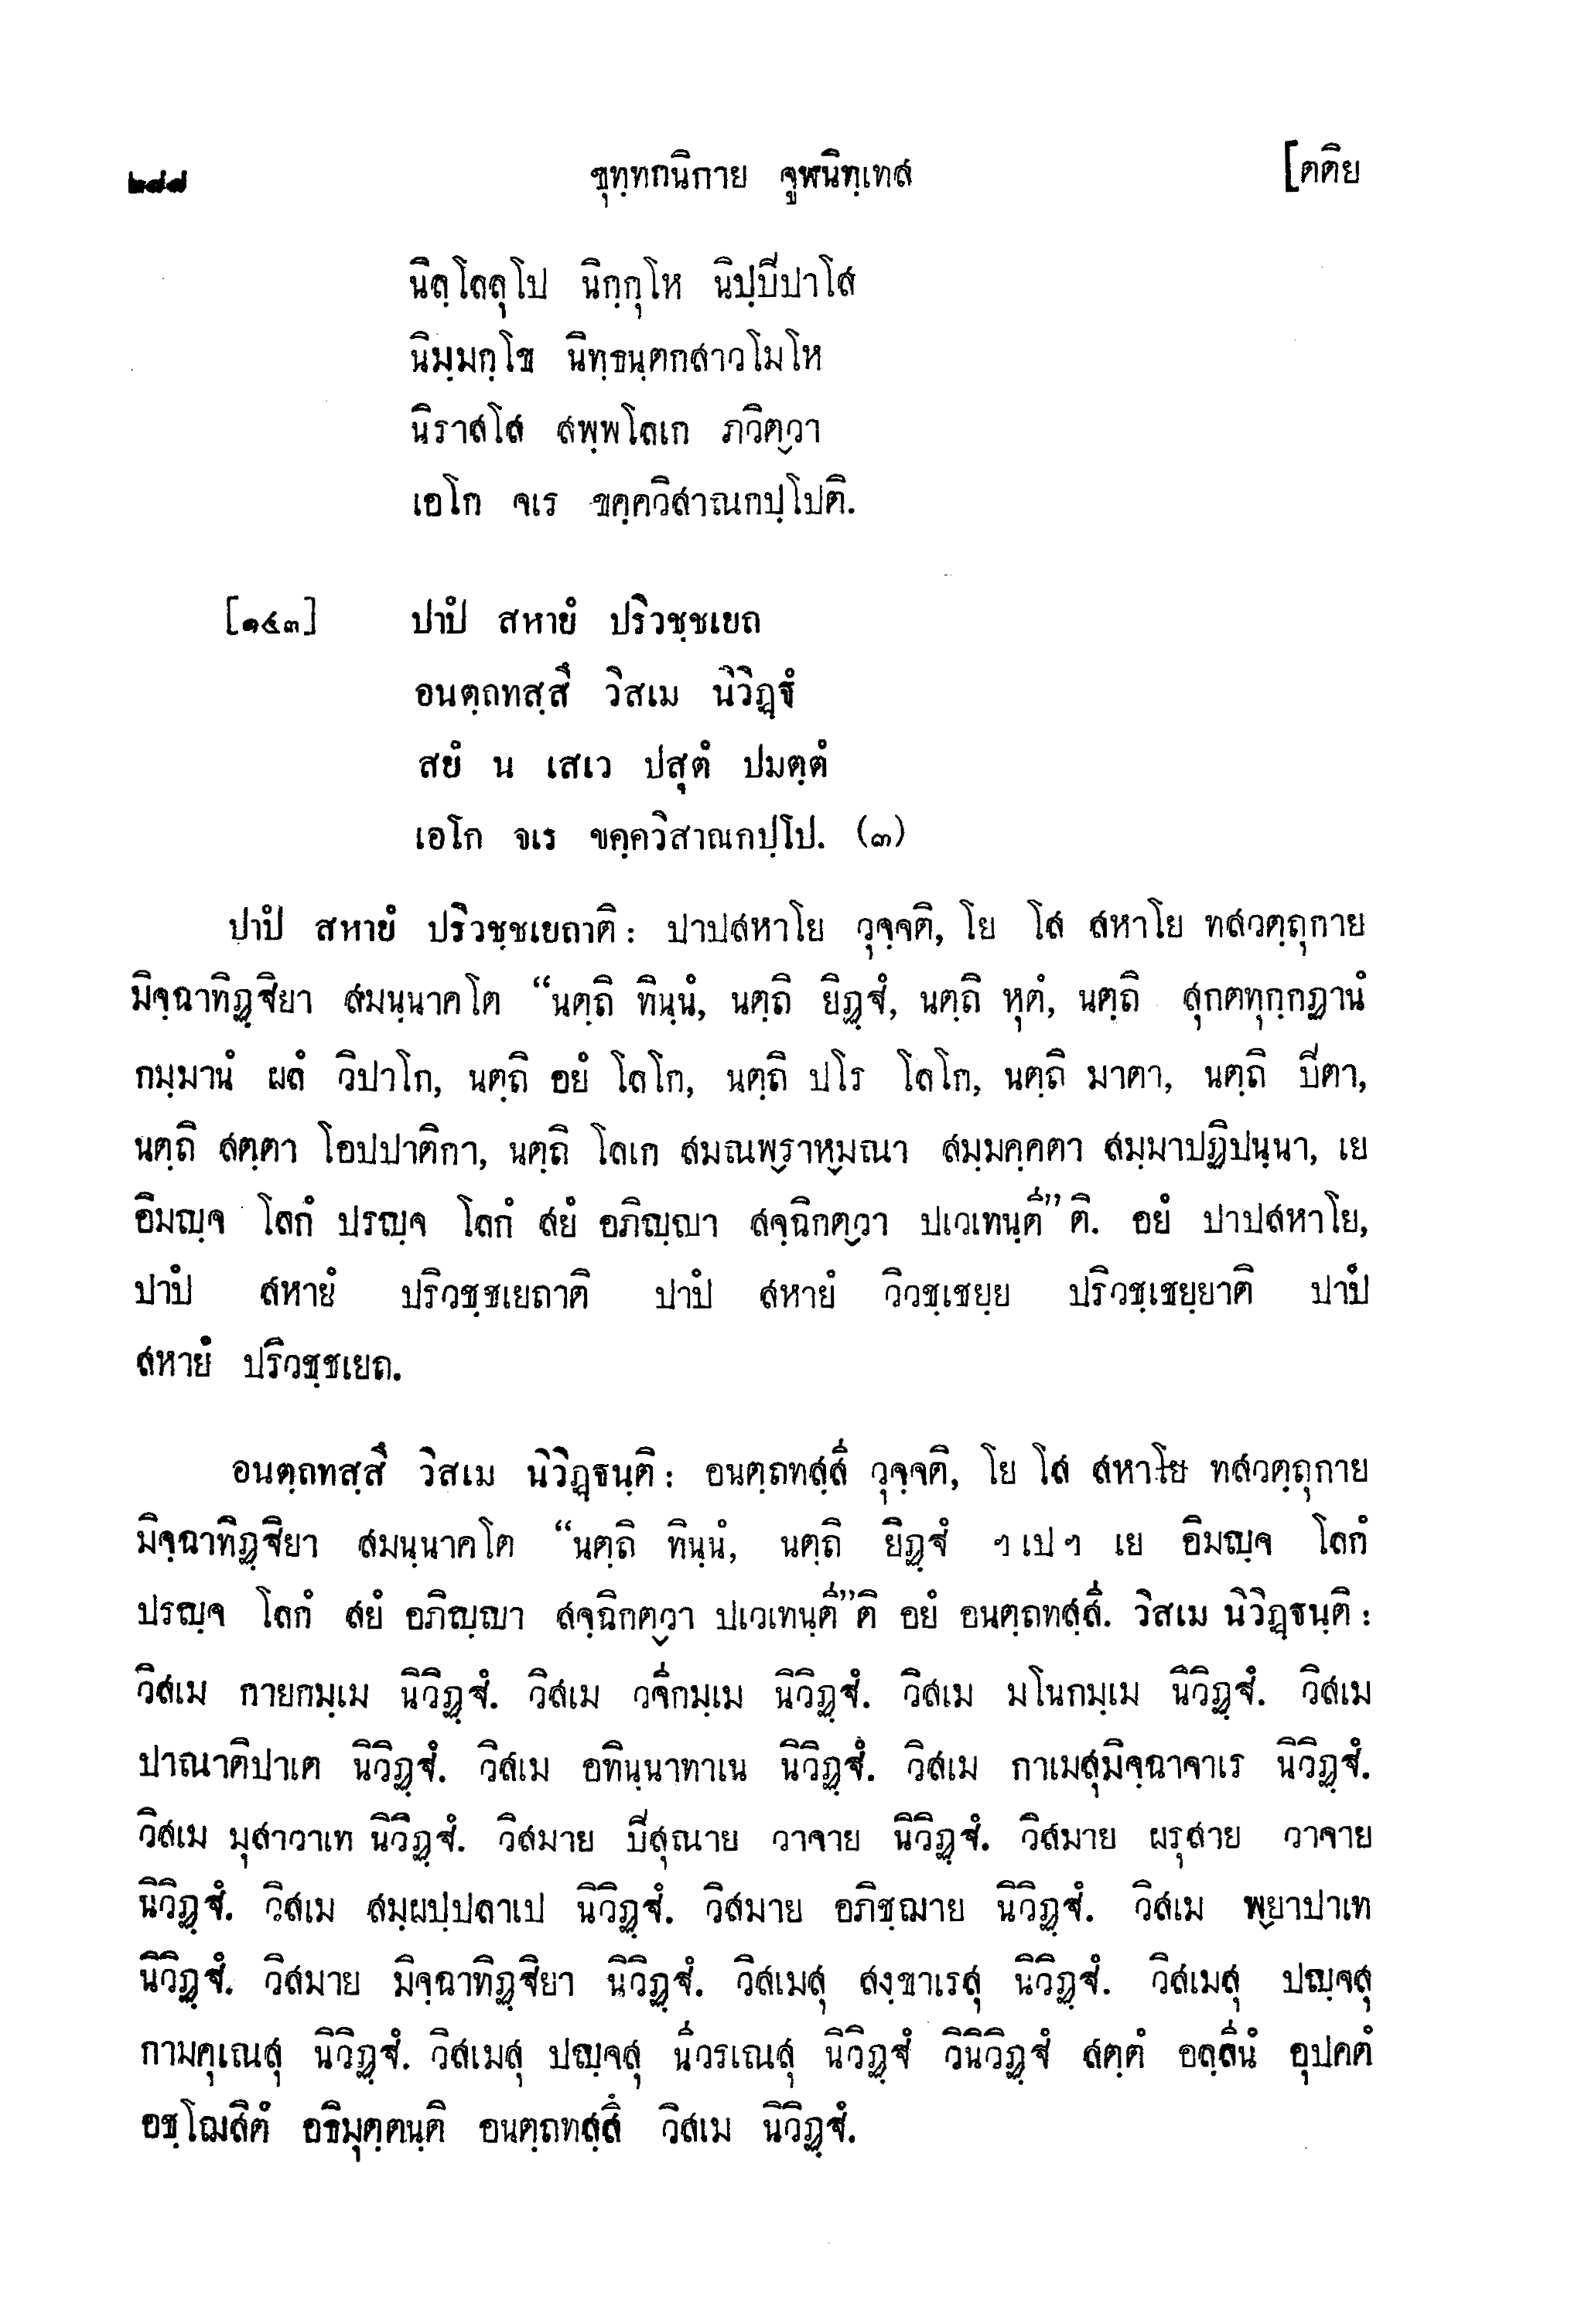 ๒๘๘ ขุทฺทกนิกาย จูฬนิทฺเทส [ตติย
นิลฺโลลุโป นิกฺกุโห นิปฺปิปาโส
นิมฺมกฺโข นิทฺธนฺตกสาวโมโห
นิราสโส สพฺพโลเก ภวิตฺวา
เอโก จเร ขคฺควิสาณกปฺโปติ.
[๑๕๓] ปาปํ สหายํ ปริวชฺชเยถ
อนตฺถทสฺสึ วิสเม นิวิฏฺฐํ
สยํ น เสเว ปสุตํ ปมตฺตํ
เอโก จเร ขคฺควิสาณกปฺโป. (๓)
ปาปํ สหายํ ปริวชฺชเยถาติ: ปาปสหาโย วุจฺจติ, โย โส สหาโย ทสวตฺถุกาย
มิจฺฉาทิฏฺฐิยา สมนฺนาคโต “นตฺถิ ทินฺนํ, นตฺถิ ยิฏฺฐํ, นตฺถิ หุตํ, นตฺถิ สุกตทุกฺกฏานํ
กมฺมานํ ผลํ วิปาโก, นตฺถิ อยํ โลโก, นตฺถิ ปโร โลโก, นตฺถิ มาตา, นตฺถิ ปิตา,
นตฺถิ สตฺตา โอปปาติกา, นตฺถิ โลเก สมณพฺราหฺมณา สมฺมคฺคตา สมฺมาปฏิปนฺนา, เย
อิมญฺจ โลกํ ปรญฺจ โลกํ สยํ อภิญฺญา สจฺฉิกตฺวา ปเวเทนฺตี”ติ. อยํ ปาปสหาโย,
ปาปํ สหายํ ปริวชฺชเยถาติ ปาปํ สหายํ วิวชฺเชยฺย ปริวชฺเชยฺยาติ ปาปํ
สหายํ ปริวชฺชเยถ.
อนตฺถทสฺสึ วิสเม นิวิฏฺฐนฺติ: อนตฺถทสฺสี วุจฺจติ, โย โส สหาโย ทสวตฺถุกาย
มิจฺฉาทิฏฺฐิยา สมนฺนาคโต “นตฺถิ ทินฺนํ, นตฺถิ ยิฏฺฐํ ฯเปฯ เย อิมญฺจ โลกํ
ปรญฺจ โลกํ สยํ อภิญฺญา สจฺฉิกตฺวา ปเวเทนฺตี”ติ อยํ อนตฺถทสฺสี. วิสเม นิวิฏฺฐนฺติ:
วิสเม กายกมฺเม นิวิฏฺฐํ. วิสเม วจีกมฺเม นิวิฏฺฐํ. วิสเม มโนกมฺเม นิวิฏฺฐํ. วิสเม
ปาณาติปาเต นิวิฏฺฐํ. วิสเม อทินฺนาทาเน นิวิฏฺฐํ. วิสเม กาเมสุมิจฺฉาจาเร นิวิฏฺฐํ.
วิสเม มุสาวาเท นิวิฏฺฐํ. วิสมาย ปิสุณาย วาจาย นิวิฏฺฐํ. วิสมาย ผรุสาย วาจาย
นิวิฏฺฐํ. วิสเม สมฺผปฺปลาเป นิวิฏฺฐํ. วิสมาย อภิชฺฌาย นิวิฏฺฐํ. วิสเม พฺยาปาเท
นิวิฏฺฐํ. วิสมาย มิจฺฉาทิฏฺฐิยา นิวิฏฺฐํ. วิสเมสุ สงฺขาเรสุ นิวิฏฺฐํ. วิสเมสุ ปญฺจสุ
กามคุเณสุ นิวิฏฺฐํ. วิสเมสุ ปญฺจสุ นีวรเณสุ นิวิฏฺฐํ วินิวิฏฺฐํ สตฺตํ อลฺลีนํ อุปคตํ
อชฺโฌสิตํ อธิมุตฺตนฺติ อนตฺถทสฺสึ วิสเม นิวิฏฺฐํ.